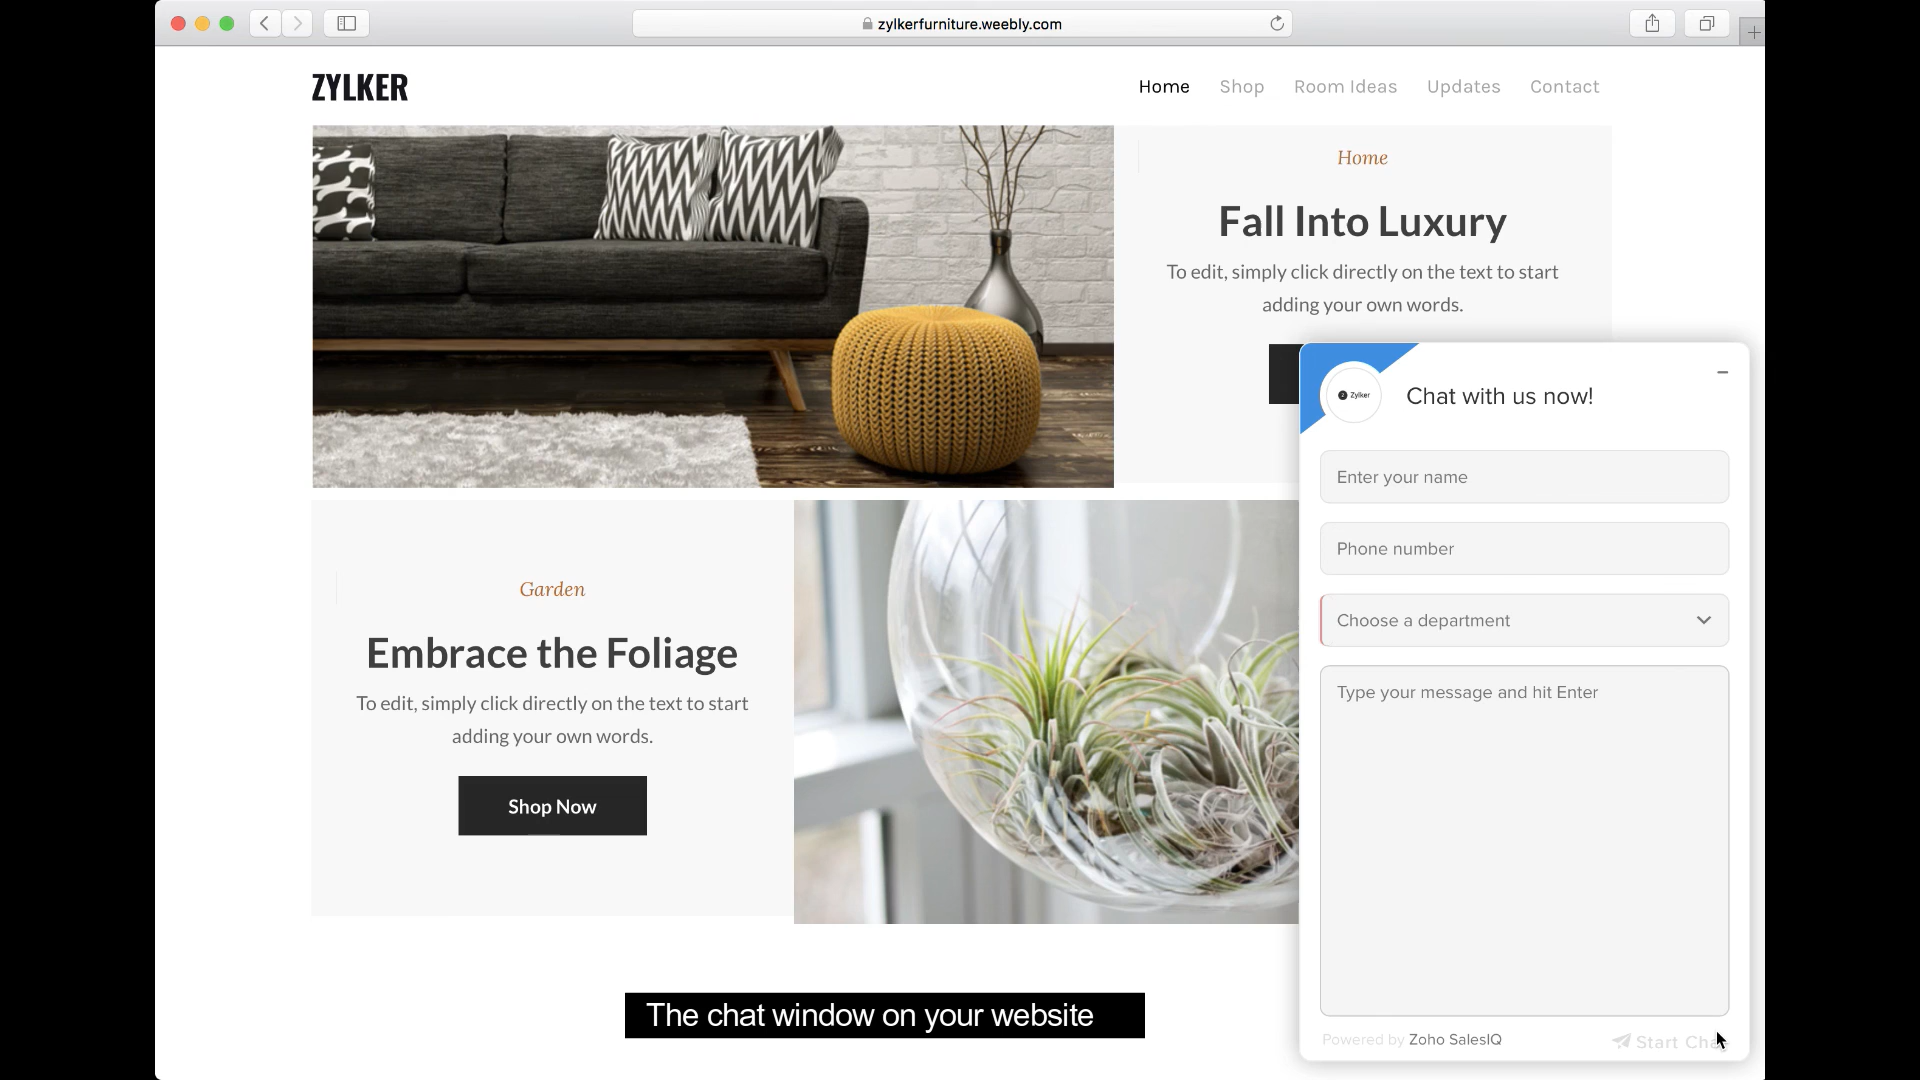 zylkerfurniture.weebly.com
ZYLKER
Home Shop Room Ideas Updates Contact
Home
Fall Into Luxury
To edit, simply click directly on the text to start
adding your own words.
Zylker
Chat with us now!
Enter your name
Phone number
Choose a department
Type your message and hit Enter
Powered by Zoho SalesIQ
Start
Garden
Embrace the Foliage
To edit, simply click directly on the text to start
adding your own words.
Shop Now
The chat window on your website